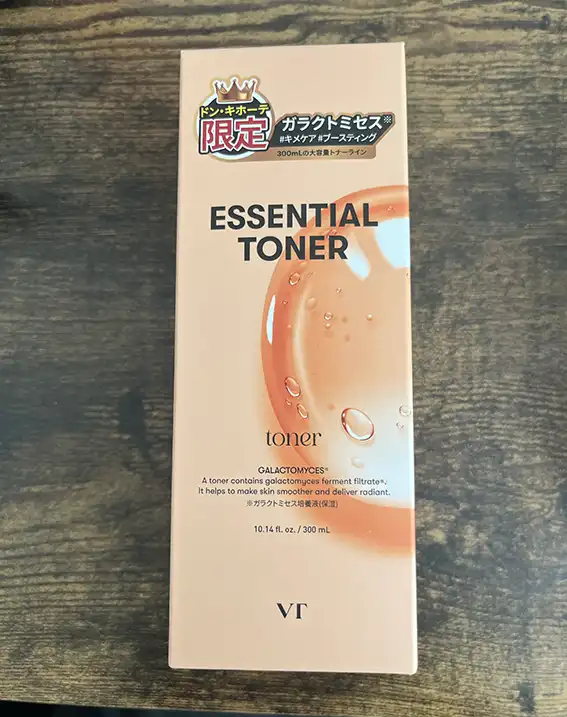 ドン・キホーテ
限定
ガラクトミセス※
#キメケア #ブースティング
300mLの大容量トナーライン
ESSENTIAL
TONER
toner
GALACTOMYCES※
A toner contains galactomyces ferment filtrate※.
It helps to make skin smoother and deliver radiant.
※ガラクトミセス培養液(保湿)
10.14 fl. oz. / 300 mL
VT